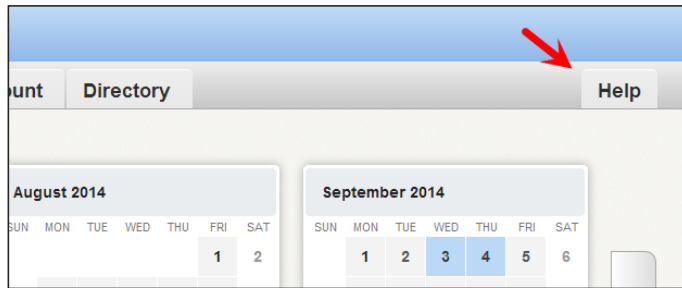 ount Directory Help
August 2014 September 2014
SUN MON TUE WED THU FRI SAT SUN MON TUE WED THU FRI SAT
1 2 1 2 3 4 5 6